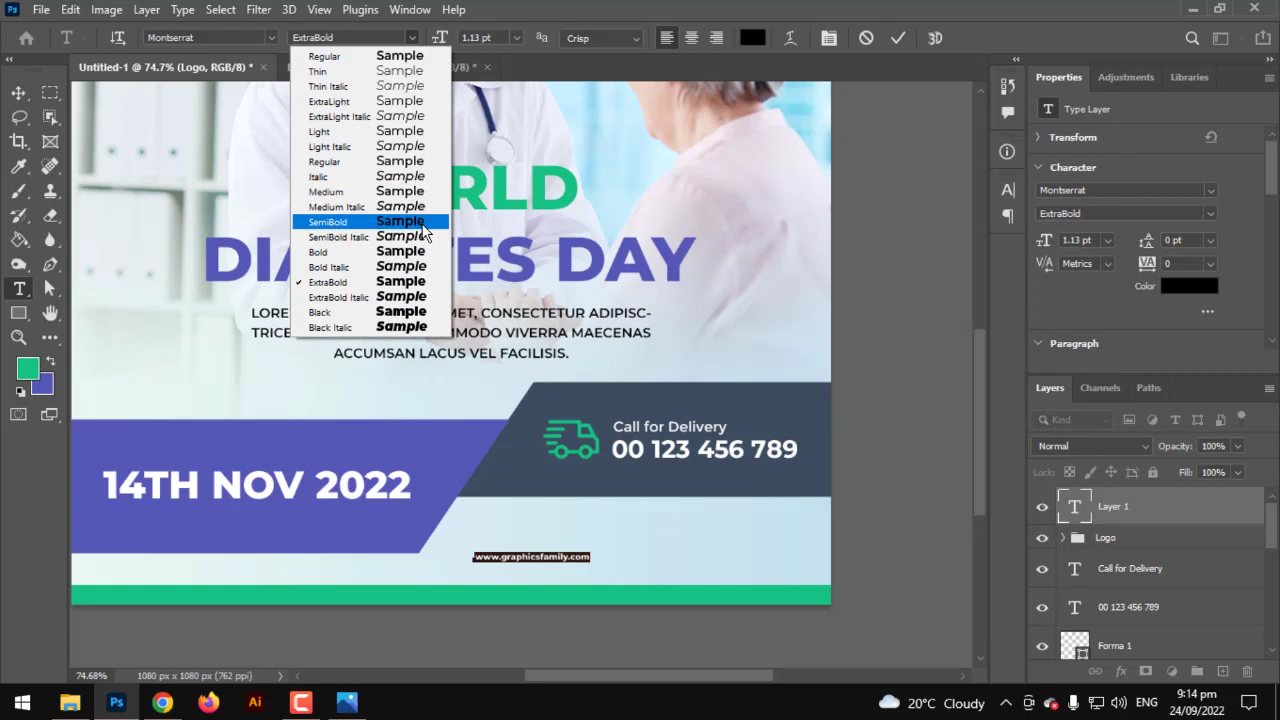 File Edit Image Layer Type Select Filter 3D View Plugins Window Help
Montserrat ExtraBold 1.13 pt Crisp
Untitled-1 @ 74.7% (Logo, RGB/8) *
Regular Sample
Thin Sample
Thin Italic Sample
ExtraLight Sample
ExtraLight Italic Sample
Light Sample
Light Italic Sample
Regular Sample
Italic Sample
Medium Sample
Medium Italic Sample
SemiBold Sample
SemiBold Italic Sample
Bold Sample
Bold Italic Sample
ExtraBold Sample
ExtraBold Italic Sample
Black Sample
Black Italic Sample
RLD
DIA TES DAY
LORE MET, CONSECTETUR ADIPISC-
TRICE MMODO VIVERRA MAECENAS
ACCUMSAN LACUS VEL FACILISIS.
Call for Delivery
00 123 456 789
14TH NOV 2022
www.graphicsfamily.com
74.68% 1080 px x 1080 px (762 ppi)
Properties Adjustments Libraries
Type Layer
Transform
Character
Montserrat
ExtraBold
1.13 pt 0 pt
Metrics 0
Color
Paragraph
Layers Channels Paths
Kind
Normal Opacity: 100%
Lock: Fill: 100%
Layer 1
Logo
Call for Delivery
00 123 456 789
Forma 1
20°C Cloudy ENG 9:14 pm
24/09/2022